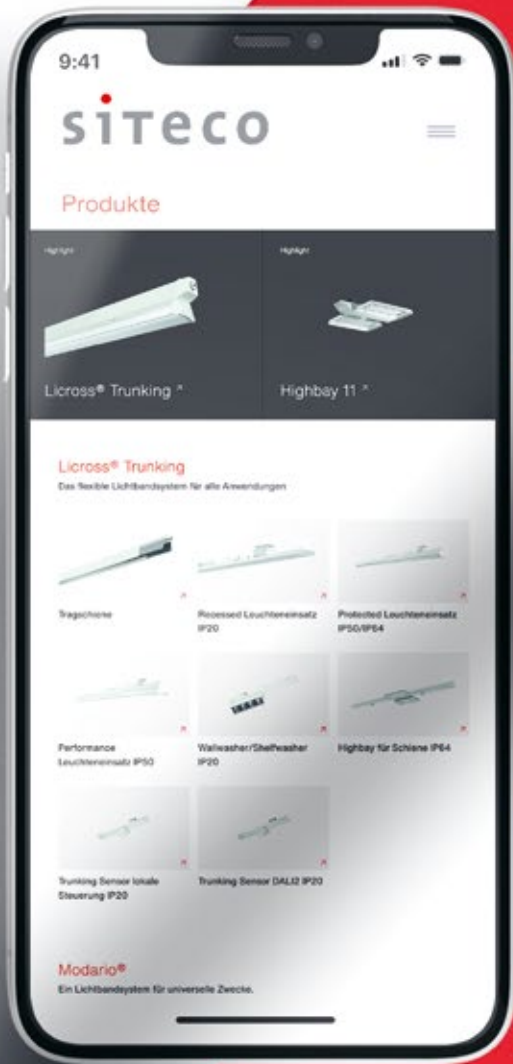 9:41
siteco
Produkte
Highlight
Highlight
Licross® Trunking
Highbay 11
Licross® Trunking
Das flexible Lichtbandsystem für alle Anwendungen
Tragschiene
Recessed Leuchteneinsatz
IP20
Protected Leuchteneinsatz
IP50/IP64
Performance
Leuchteneinsatz IP50
Wallwasher/Shelfwasher
IP20
Highbay für Schiene IP64
Trunking Sensor lokale
Steuerung IP20
Trunking Sensor DALI2 IP20
Modario®
Ein Lichtbandsystem für universelle Zwecke.